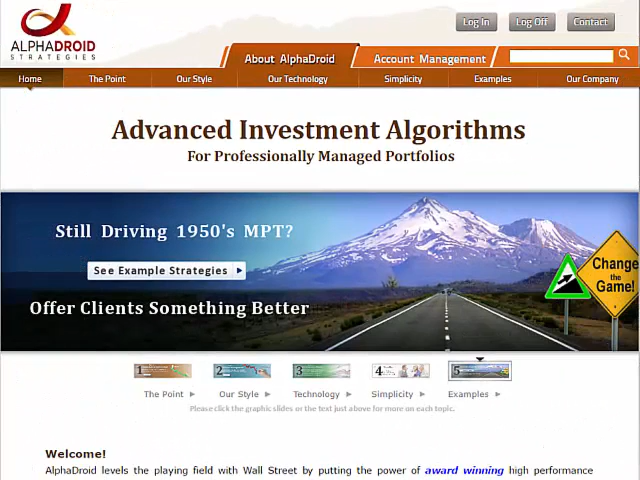 Log In Log Off Contact
ALPHADROID
STRATEGIES
About AlphaDroid Account Management
Home The Point Our Style Our Technology Simplicity Examples Our Company
Advanced Investment Algorithms
For Professionally Managed Portfolios
Still Driving 1950's MPT?
See Example Strategies
Offer Clients Something Better
Change
the
Game!
1 2 3 4 5
The Point Our Style Technology Simplicity Examples
Please click the graphic slides or the text just above for more on each topic.
Welcome!
AlphaDroid levels the playing field with Wall Street by putting the power of award winning high performance